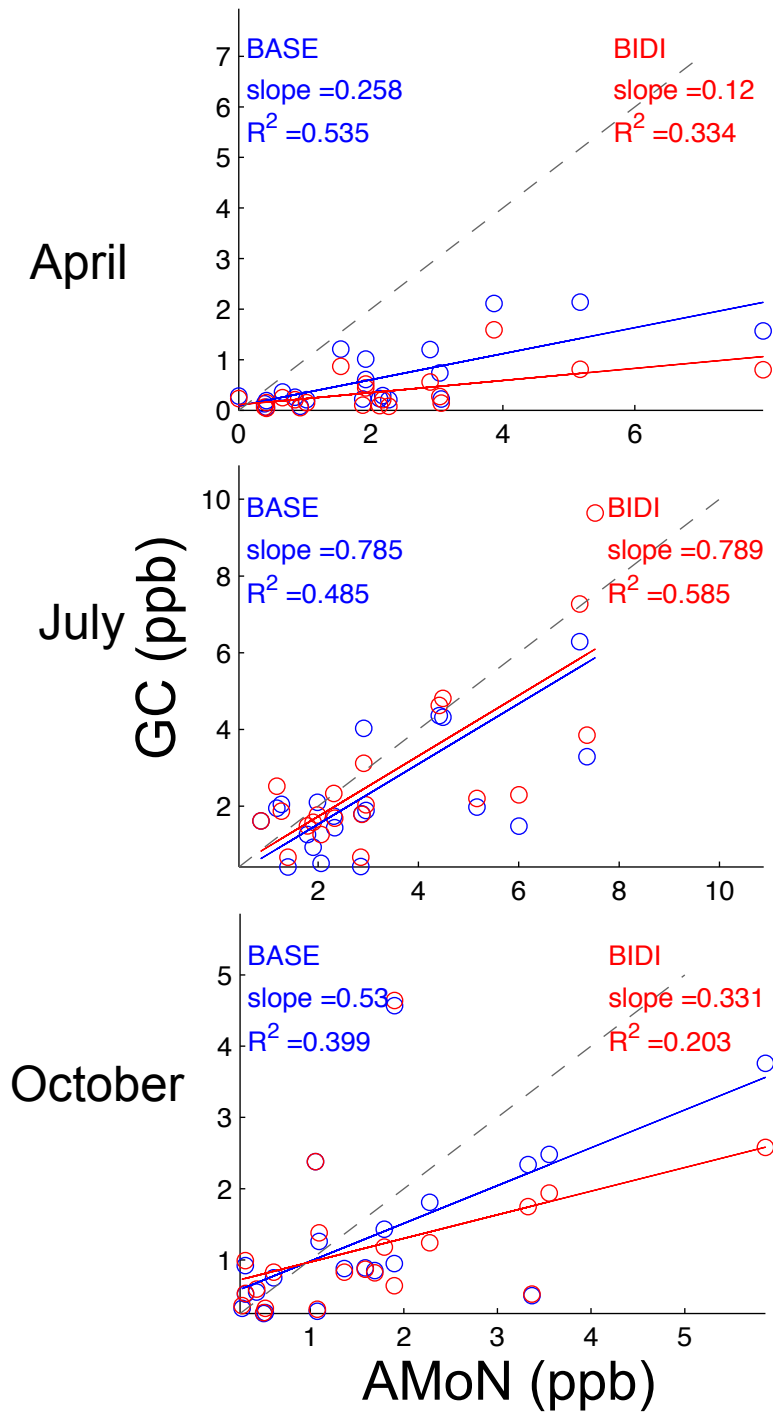 BASE
slope =0.258
R² =0.535
BIDI
slope =0.12
R² =0.334
7
6
5
4
3
2
1
0
0 2 4 6
April
BASE
slope =0.785
R² =0.485
BIDI
slope =0.789
R² =0.585
10
8
6
4
2
2 4 6 8 10
July
GC (ppb)
BASE
slope =0.53
R² =0.399
BIDI
slope =0.331
R² =0.203
5
4
3
2
1
1 2 3 4 5
October
AMoN (ppb)